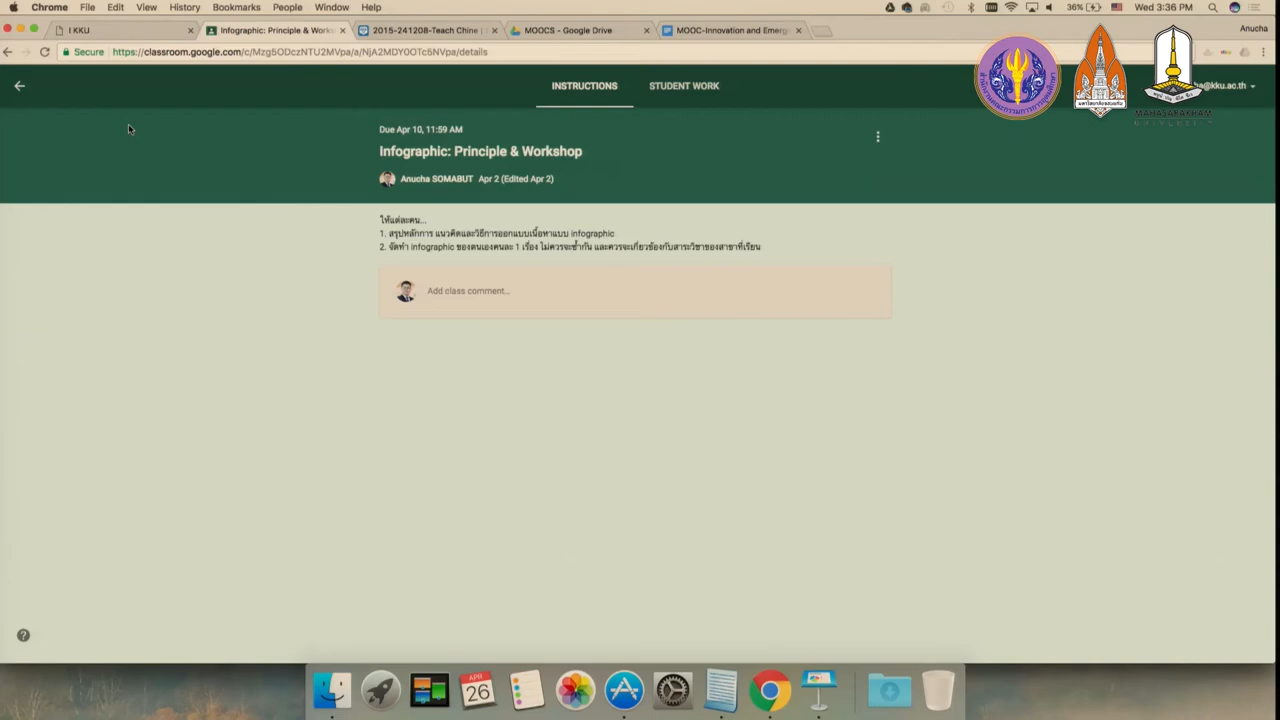 Chrome File Edit View History Bookmarks People Window Help 36% Wed 3:36 PM
I KKU Infographic: Principle & Works 2015-241208-Teach Chine MOOCS - Google Drive MOOC-Innovation and Emerg Anucha
Secure https://classroom.google.com/c/Mzg5ODczNTU2MVpa/a/NjA2MDY0OTc5NVpa/details
INSTRUCTIONS STUDENT WORK @kku.ac.th
MAHASARAKHAM
UNIVERSITY
Due Apr 10, 11:59 AM
Infographic: Principle & Workshop
Anucha SOMABUT Apr 2 (Edited Apr 2)
ให้แต่ละคน...
1. สรุปหลักการ แนวคิดและวิธีการออกแบบเนื้อหาแบบ infographic
2. จัดทำ infographic ของตนเองคนละ 1 เรื่อง ไม่ควรจะซ้ำกัน และควรจะเกี่ยวข้องกับสาระวิชาของสาขาที่เรียน
Add class comment...
?
APR
26